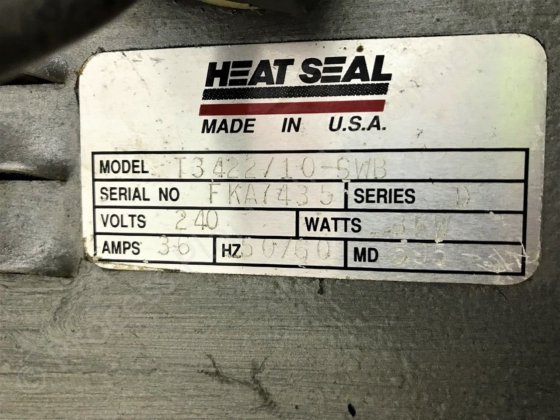 HEAT SEAL
MADE IN U.S.A.
MODEL T3422/10-SWB
SERIAL NO SERIES D
VOLTS 240 WATTS
AMPS 36 HZ 50/60 MD